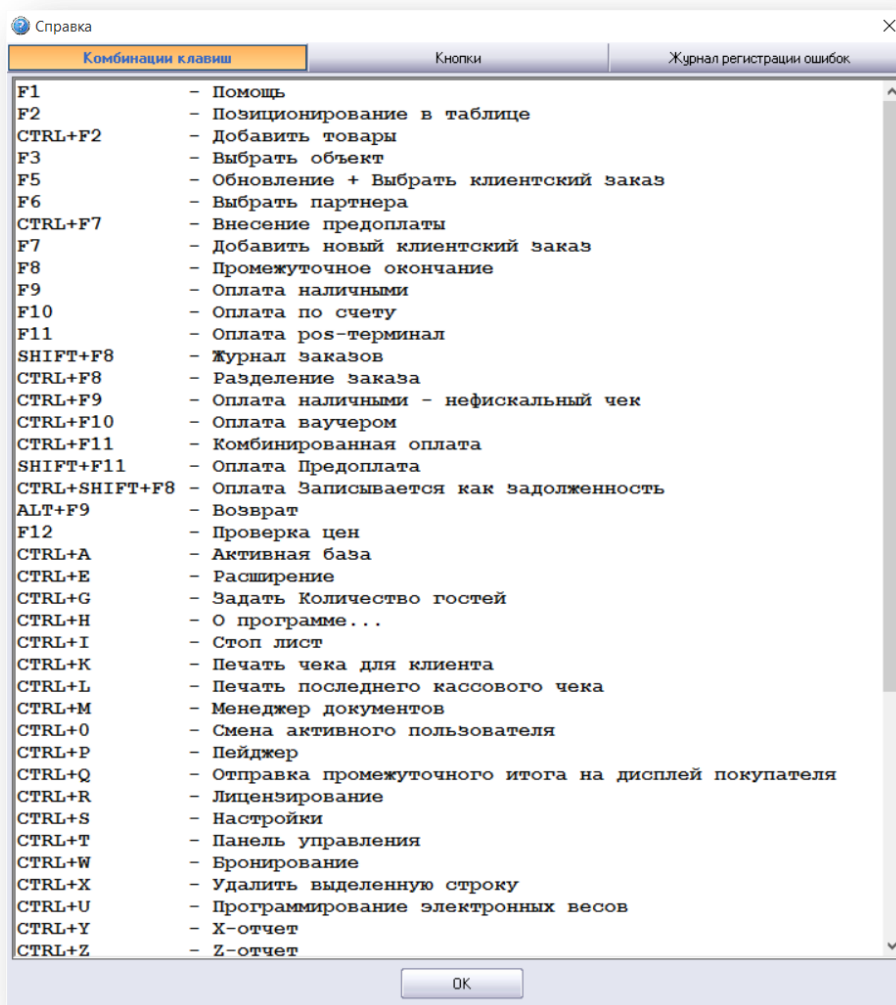 Справка
Комбинации клавиш Кнопки Журнал регистрации ошибок
F1 - Помощь
F2 - Позиционирование в таблице
CTRL+F2 - Добавить товары
F3 - Выбрать объект
F5 - Обновление + Выбрать клиентский заказ
F6 - Выбрать партнера
CTRL+F7 - Внесение предоплаты
F7 - Добавить новый клиентский заказ
F8 - Промежуточное окончание
F9 - Оплата наличными
F10 - Оплата по счету
F11 - Оплата pos-терминал
SHIFT+F8 - Журнал заказов
CTRL+F8 - Разделение заказа
CTRL+F9 - Оплата наличными - нефискальный чек
CTRL+F10 - Оплата ваучером
CTRL+F11 - Комбинированная оплата
SHIFT+F11 - Оплата Предоплата
CTRL+SHIFT+F8 - Оплата Записывается как задолженность
ALT+F9 - Возврат
F12 - Проверка цен
CTRL+A - Активная база
CTRL+E - Расширение
CTRL+G - Задать Количество гостей
CTRL+H - О программе...
CTRL+I - Стоп лист
CTRL+K - Печать чека для клиента
CTRL+L - Печать последнего кассового чека
CTRL+M - Менеджер документов
CTRL+0 - Смена активного пользователя
CTRL+P - Пейджер
CTRL+Q - Отправка промежуточного итога на дисплей покупателя
CTRL+R - Лицензирование
CTRL+S - Настройки
CTRL+T - Панель управления
CTRL+W - Бронирование
CTRL+X - Удалить выделенную строку
CTRL+U - Программирование электронных весов
CTRL+Y - X-отчет
CTRL+Z - Z-отчет
OK